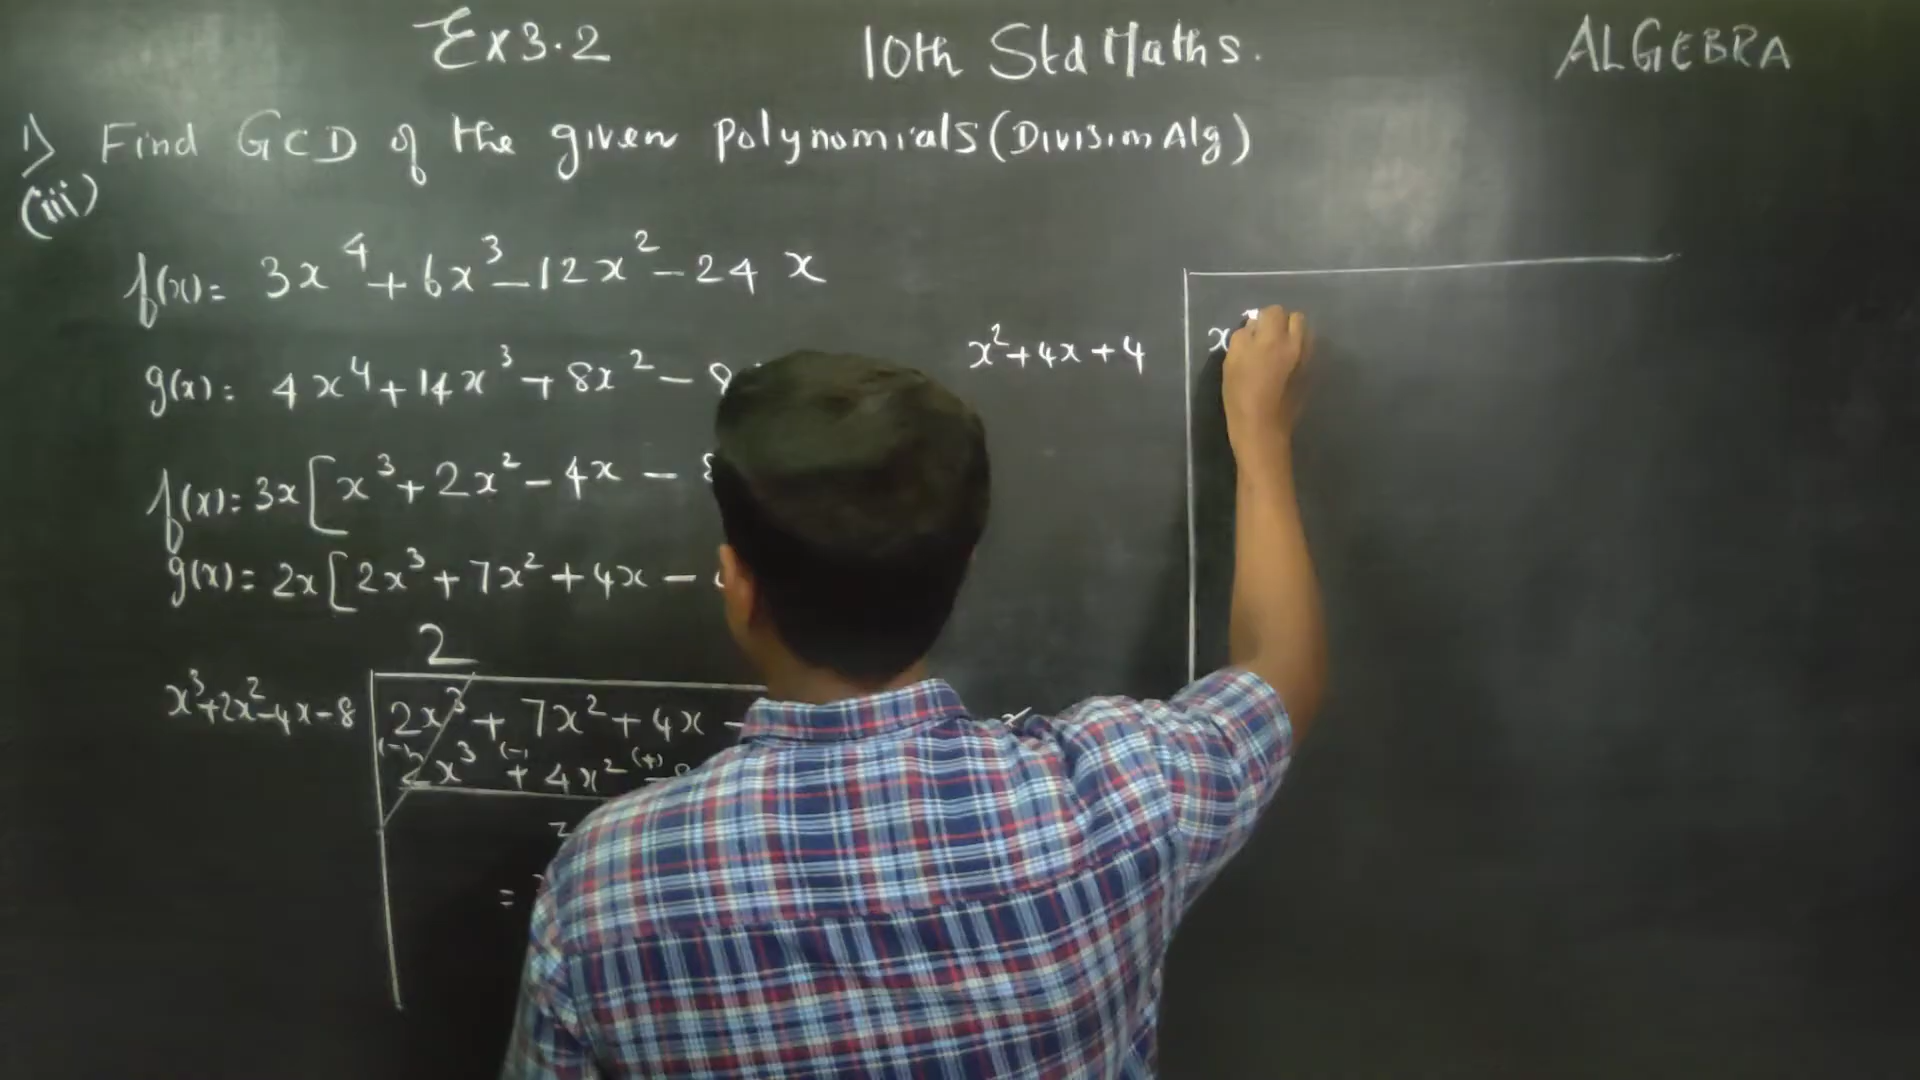 Ex 3.2 10th Std Maths. ALGEBRA
1) Find GCD of the given Polynomials (Division Alg)
(iii)
f(x) = 3x⁴ + 6x³ - 12x² - 24 x
g(x) = 4x⁴ + 14x³ + 8x² - 8
x² + 4x + 4
x
f(x) = 3x [ x³ + 2x² - 4x -
g(x) = 2x [ 2x³ + 7x² + 4x -
2
x³+2x²-4x-8 2x³ + 7x² + 4x -
(-) (-) (+)
2x³ + 4x² - 8
=